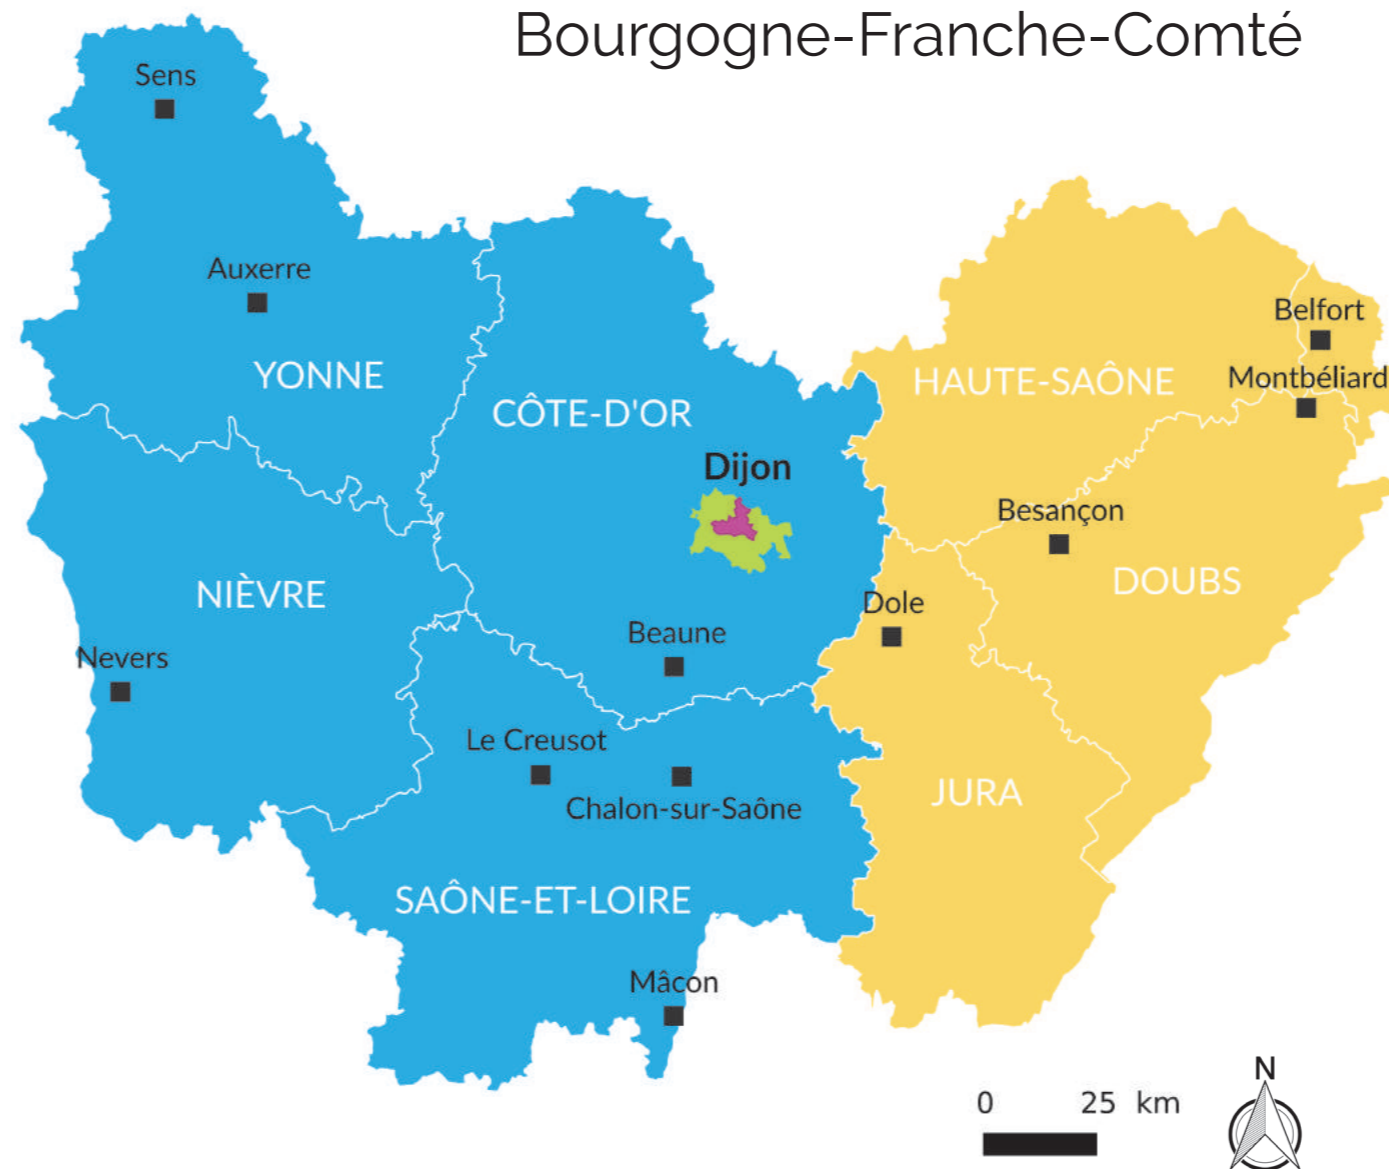 Bourgogne-Franche-Comté
Sens
Auxerre
Belfort
YONNE
HAUTE-SAÔNE
Montbéliard
CÔTE-D'OR
Dijon
Besançon
NIÈVRE
DOUBS
Dole
Beaune
Nevers
Le Creusot
JURA
Chalon-sur-Saône
SAÔNE-ET-LOIRE
Mâcon
N
0 25 km